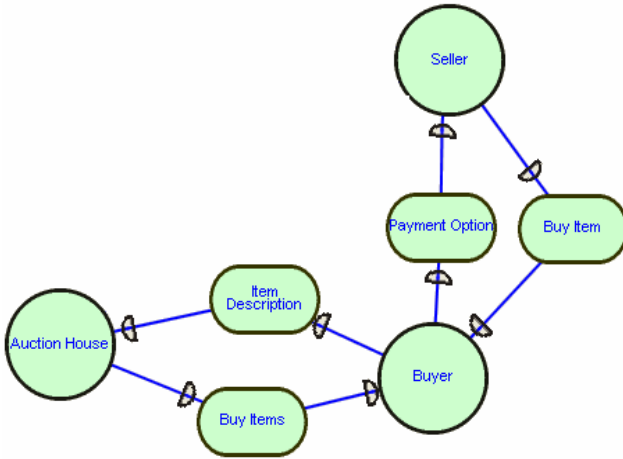 Seller
Payment Option
Buy Item
Item
Description
Auction House
Buyer
Buy Items